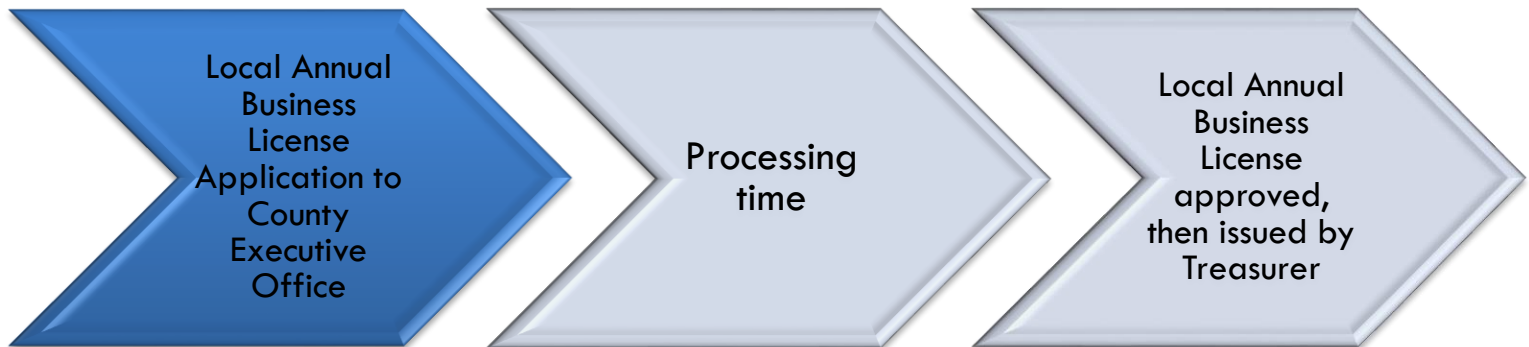 Local Annual
Business
License
Application to
County
Executive
Office
Processing
time
Local Annual
Business
License
approved,
then issued by
Treasurer